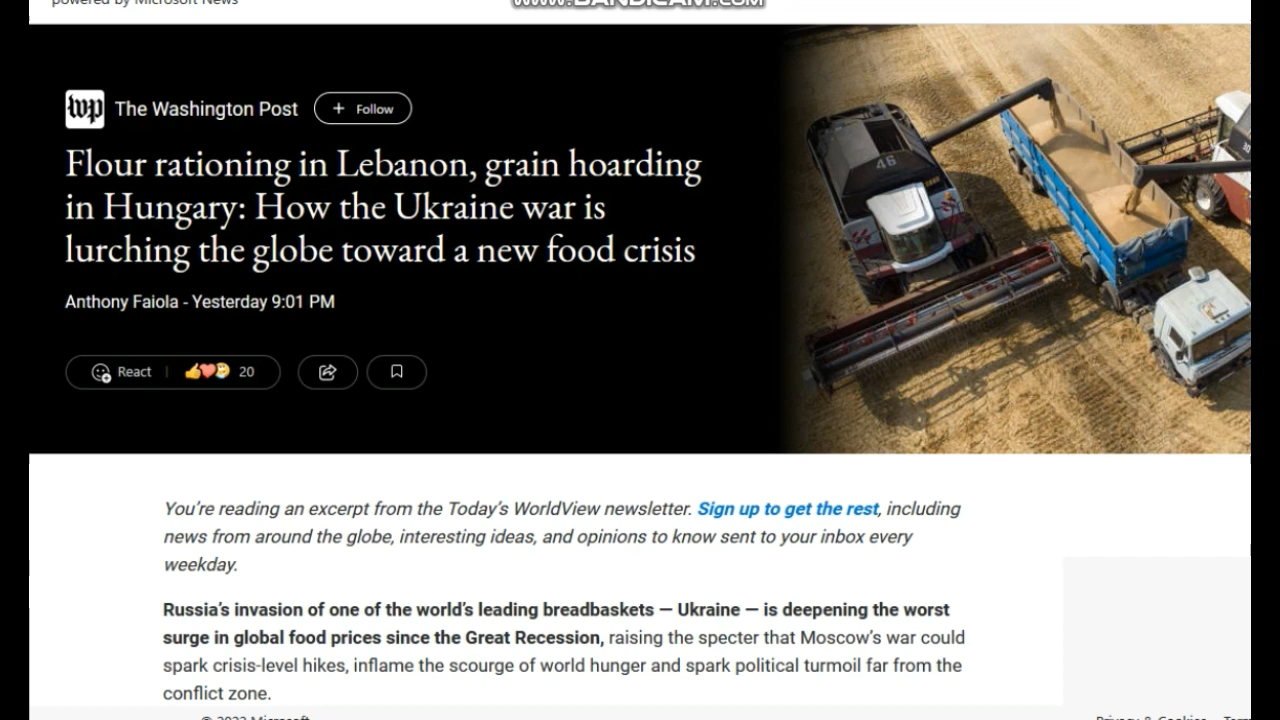 powered by Microsoft News
www.BANDICAM.com
wp The Washington Post + Follow
Flour rationing in Lebanon, grain hoarding
in Hungary: How the Ukraine war is
lurching the globe toward a new food crisis
Anthony Faiola - Yesterday 9:01 PM
React 20
46
You're reading an excerpt from the Today's WorldView newsletter. Sign up to get the rest, including
news from around the globe, interesting ideas, and opinions to know sent to your inbox every
weekday.
Russia's invasion of one of the world's leading breadbaskets — Ukraine — is deepening the worst
surge in global food prices since the Great Recession, raising the specter that Moscow's war could
spark crisis-level hikes, inflame the scourge of world hunger and spark political turmoil far from the
conflict zone.
© 2022 Microsoft Privacy & Cookies